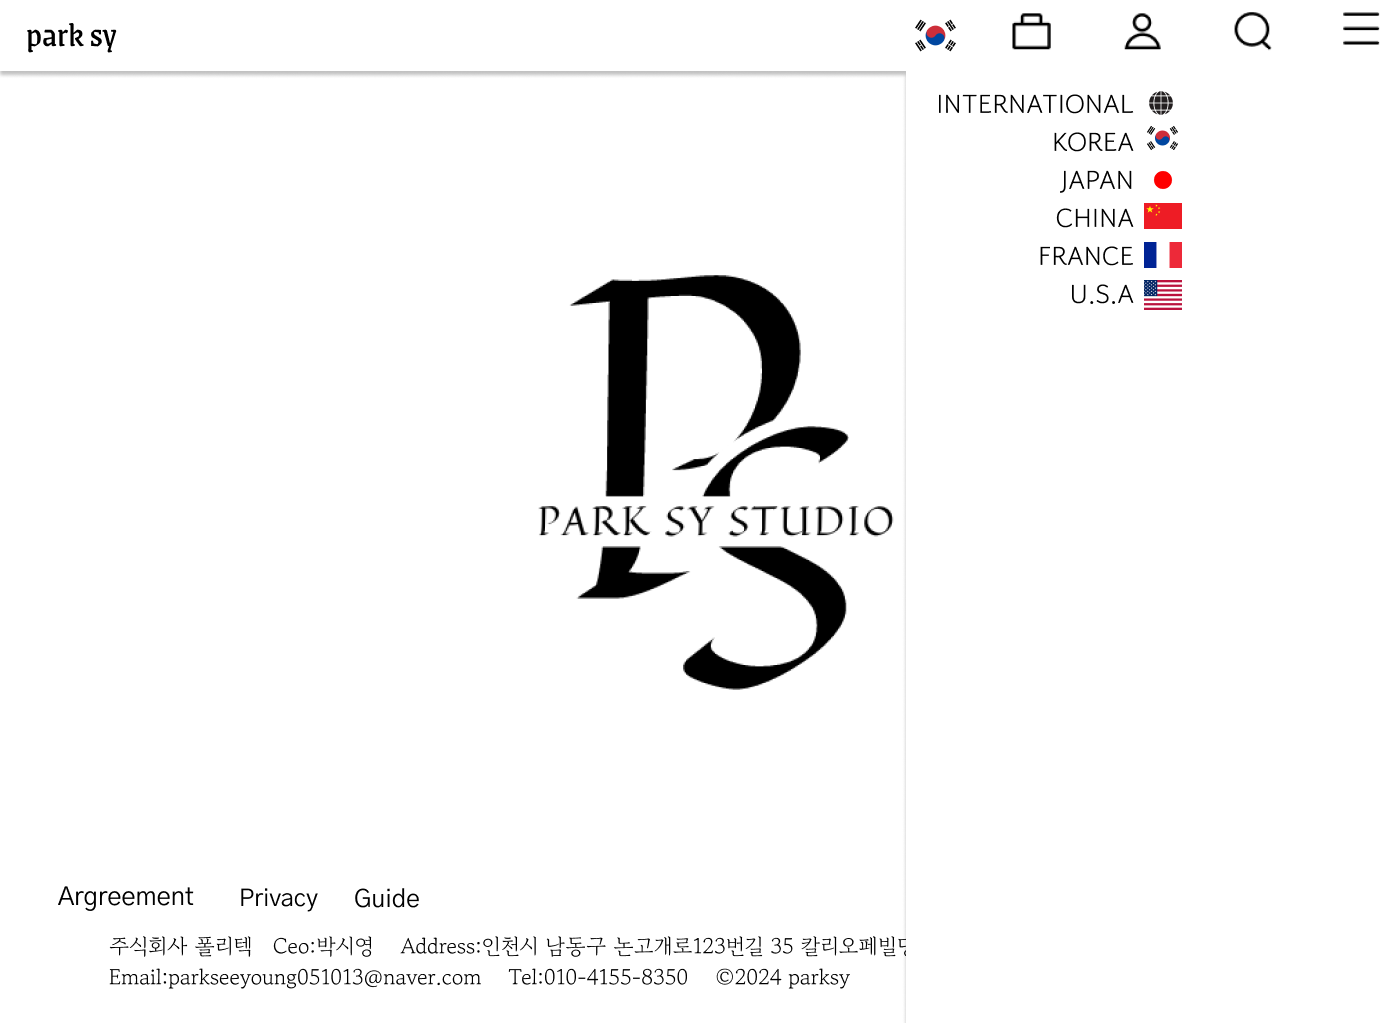 park sy
INTERNATIONAL
KOREA
JAPAN
CHINA
FRANCE
U.S.A
PARK SY STUDIO
Argreement Privacy Guide
주식회사 폴리텍 Ceo:박시영 Address:인천시 남동구 논고개로123번길 35 칼리오페빌딩
Email:parkseeyoung051013@naver.com Tel:010-4155-8350 ©2024 parksy